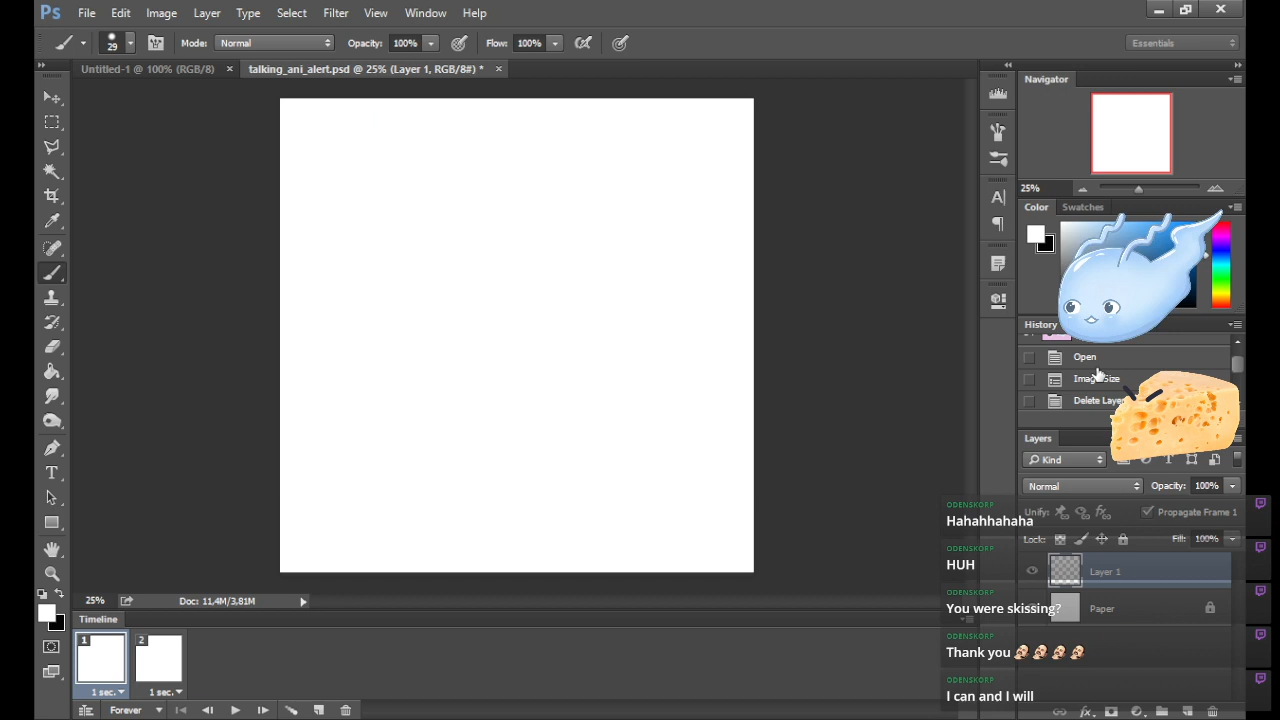 Ps File Edit Image Layer Type Select Filter View Window Help
29 Mode: Normal Opacity: 100% Flow: 100% Essentials
Untitled-1 @ 100% (RGB/8) × talking_ani_alert.psd @ 25% (Layer 1, RGB/8#) * ×
Navigator
25%
Color Swatches
History
Open
Image Size
Delete Layer
Layers
Kind
Normal Opacity: 100%
Unify: Propagate Frame 1
Lock: Fill: 100%
Layer 1
Paper
ODENSKORP
Hahahhahaha
ODENSKORP
HUH
ODENSKORP
You were skissing?
ODENSKORP
Thank you
ODENSKORP
I can and I will
25% Doc: 11,4M/3,81M
Timeline
1 2
1 sec. 1 sec.
Forever